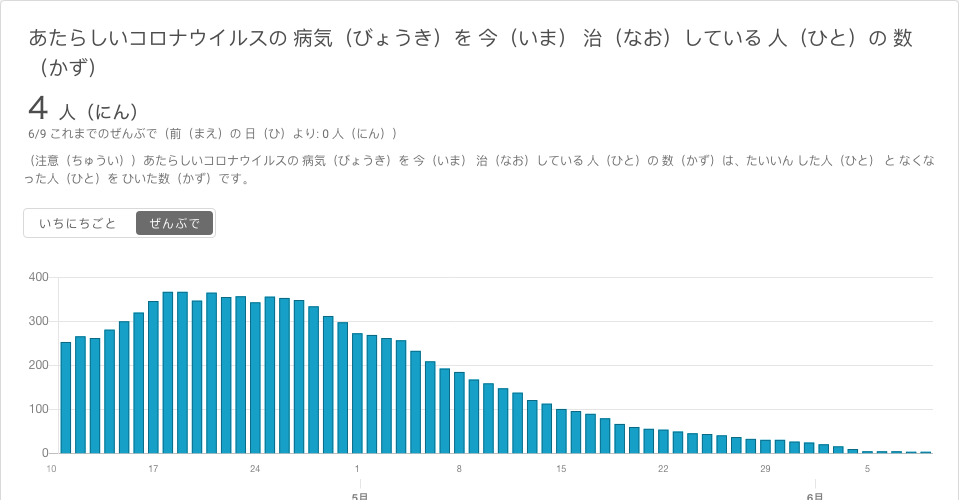 あたらしいコロナウイルスの 病気（びょうき）を 今（いま） 治（なお）している 人（ひと）の 数
（かず）
4 人（にん）
6/9 これまでのぜんぶで（前（まえ）の 日（ひ）より: 0 人（にん））
（注意（ちゅうい））あたらしいコロナウイルスの 病気（びょうき）を 今（いま） 治（なお）している 人（ひと）の 数（かず）は、たいいん した人（ひと） と なくな
った人（ひと）を ひいた数（かず）です。
いちにちごと ぜんぶで
400
300
200
100
0
10 17 24 1 8 15 22 29 5
5月 6月